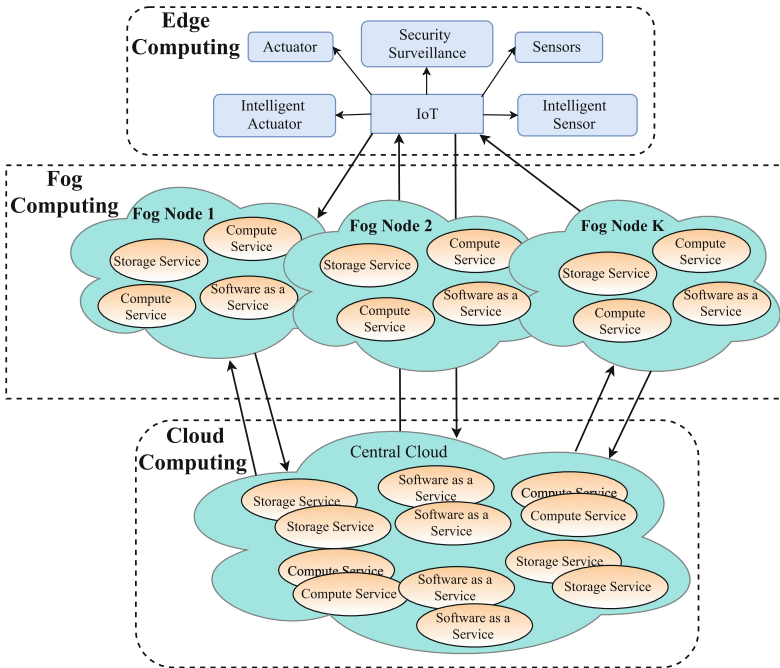 Edge
Computing
Actuator
Security
Surveillance
Sensors
Intelligent
Actuator
IoT
Intelligent
Sensor
Fog
Computing
Fog Node 1
Compute
Service
Storage Service
Compute
Service
Software as a
Service
Fog Node 2
Compute
Service
Storage Service
Compute
Service
Software as a
Service
Fog Node K
Compute
Service
Storage Service
Compute
Service
Software as a
Service
Cloud
Computing
Central Cloud
Storage Service
Storage Service
Software as a
Service
Software as a
Service
Compute Service
Compute Service
Compute Service
Compute Service
Software as a
Service
Software as a
Service
Storage Service
Storage Service